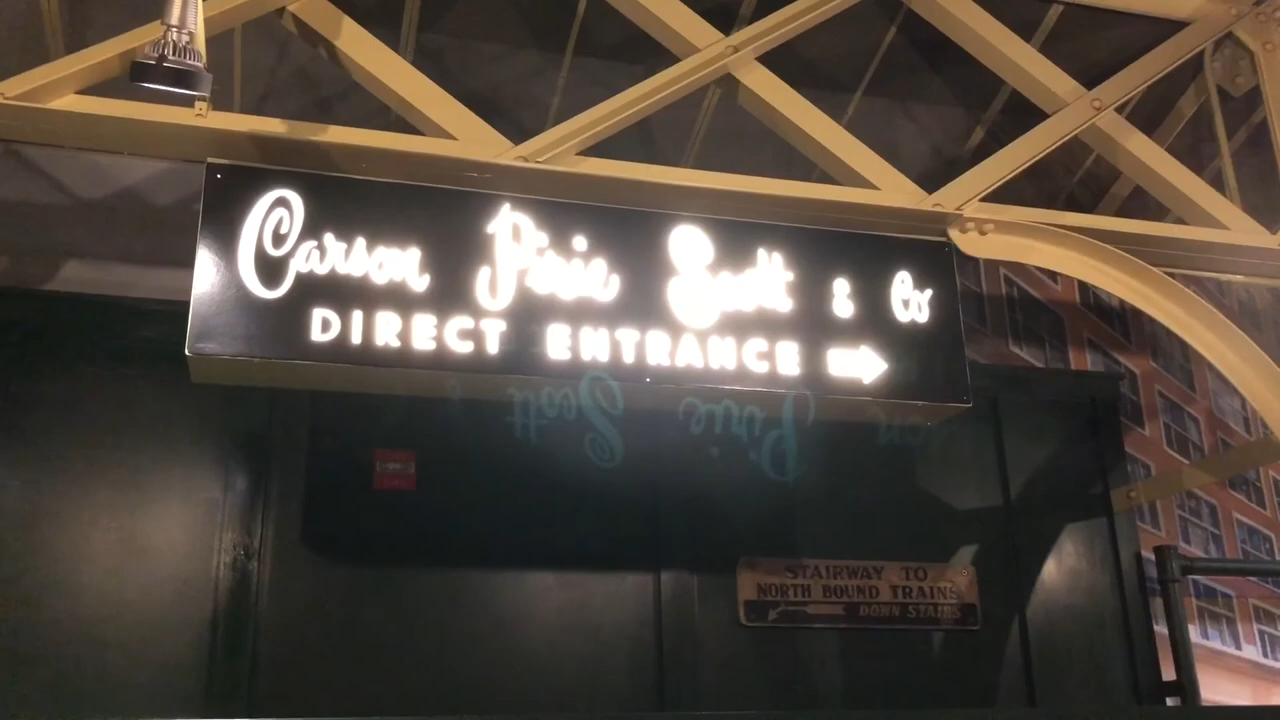 Carson Pirie Scott & Co
DIRECT ENTRANCE
STAIRWAY TO
NORTH BOUND TRAINS
DOWN STAIRS